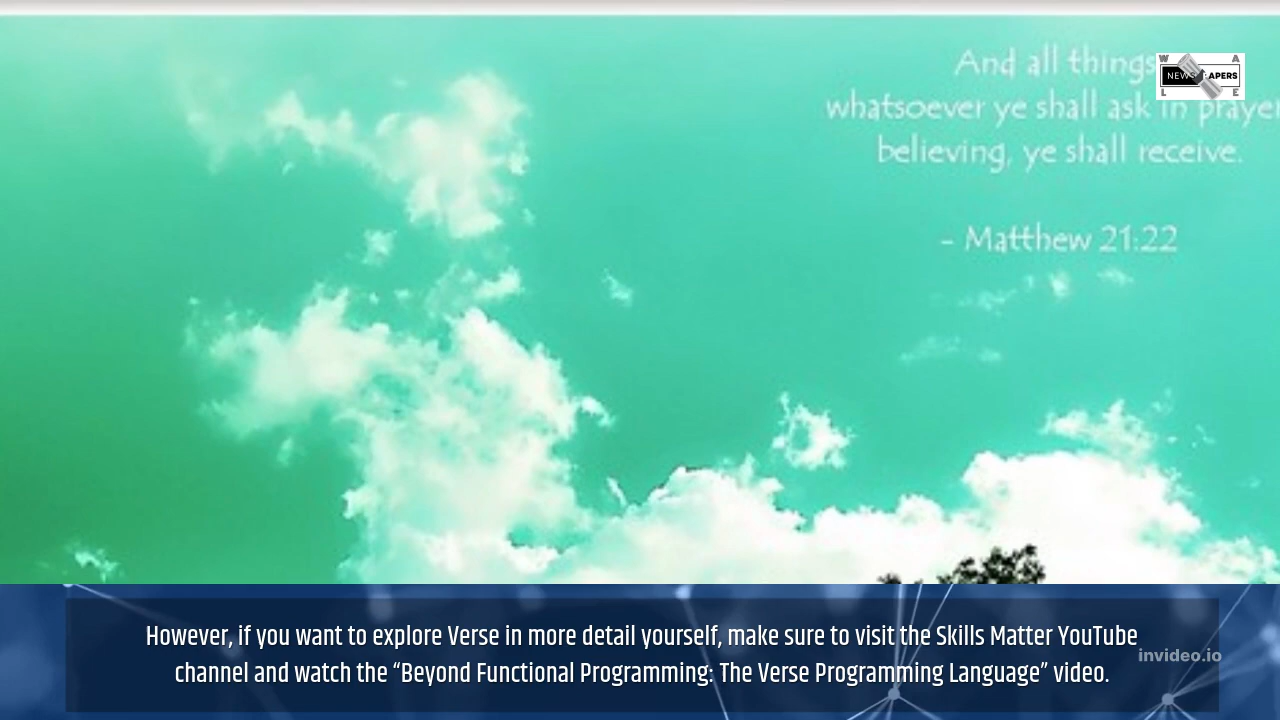 And all things
whatsoever ye shall ask in prayer
believing, ye shall receive.
- Matthew 21:22
W A
NEWS APERS
L E
However, if you want to explore Verse in more detail yourself, make sure to visit the Skills Matter YouTube
channel and watch the “Beyond Functional Programming: The Verse Programming Language” video.
invideo.io